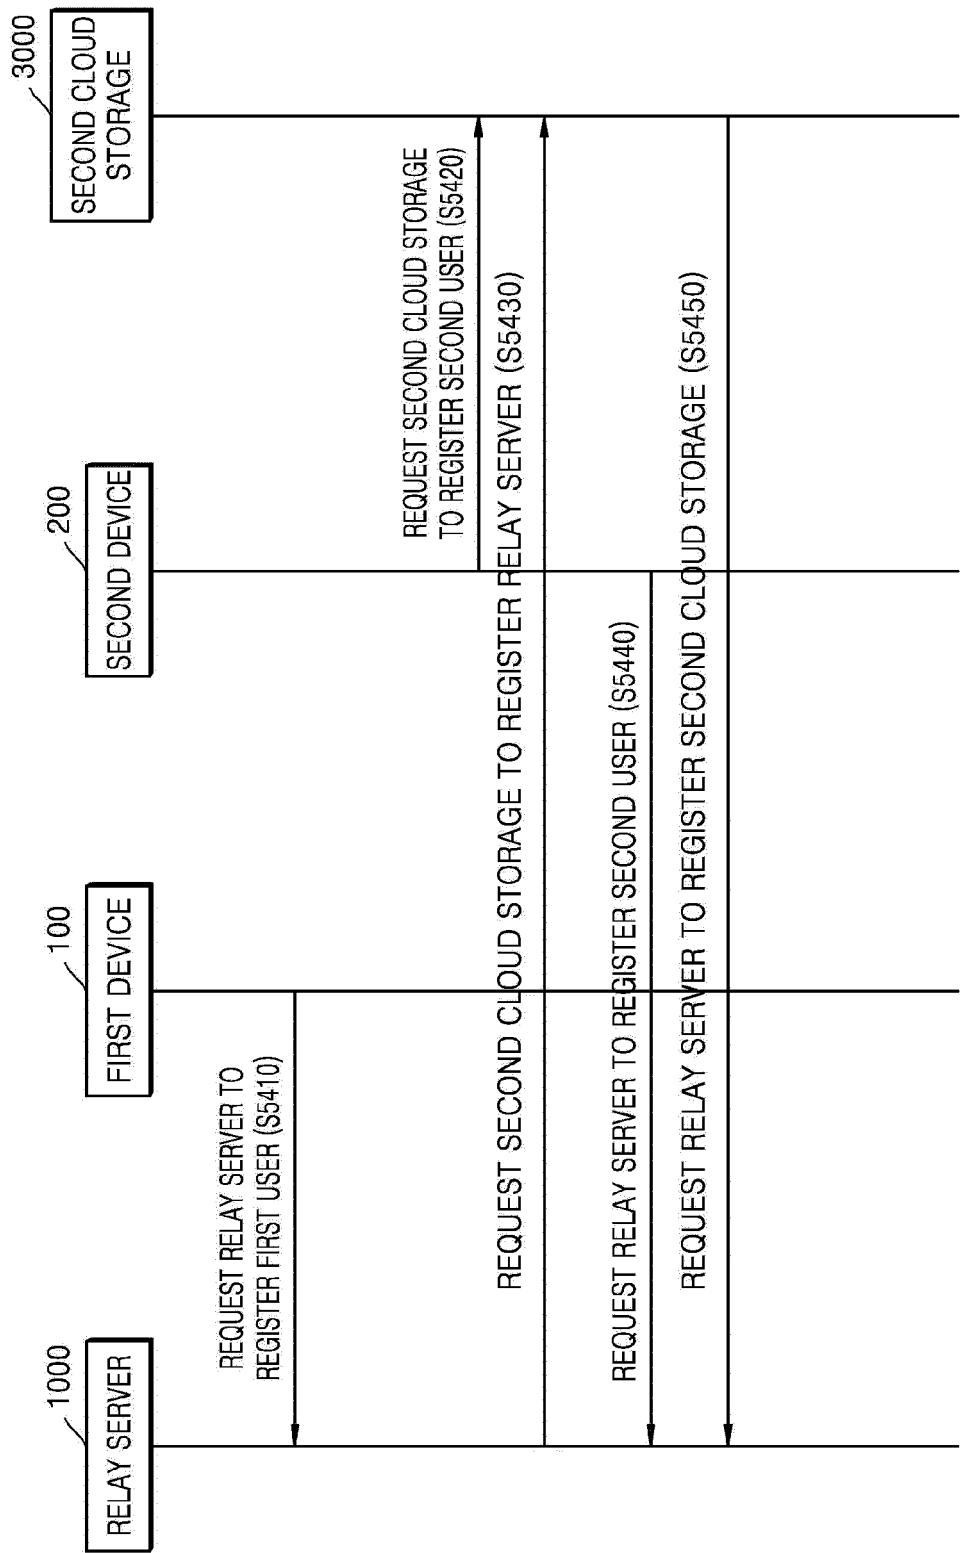 1000
RELAY SERVER
100
FIRST DEVICE
200
SECOND DEVICE
3000
SECOND CLOUD
STORAGE
REQUEST RELAY SERVER TO
REGISTER FIRST USER (S5410)
REQUEST SECOND CLOUD STORAGE
TO REGISTER SECOND USER (S5420)
REQUEST SECOND CLOUD STORAGE TO REGISTER RELAY SERVER (S5430)
REQUEST RELAY SERVER TO REGISTER SECOND USER (S5440)
REQUEST RELAY SERVER TO REGISTER SECOND CLOUD STORAGE (S5450)